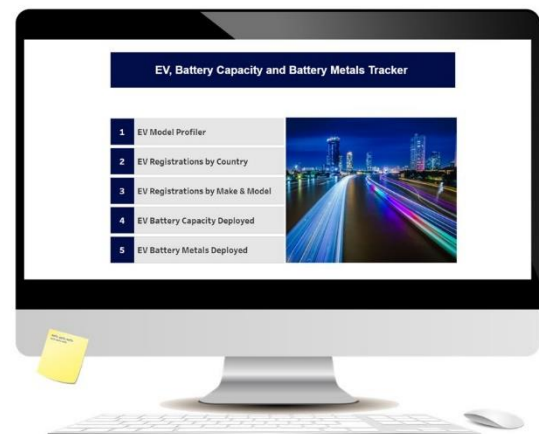 EV, Battery Capacity and Battery Metals Tracker
1 EV Model Profiler
2 EV Registrations by Country
3 EV Registrations by Make & Model
4 EV Battery Capacity Deployed
5 EV Battery Metals Deployed